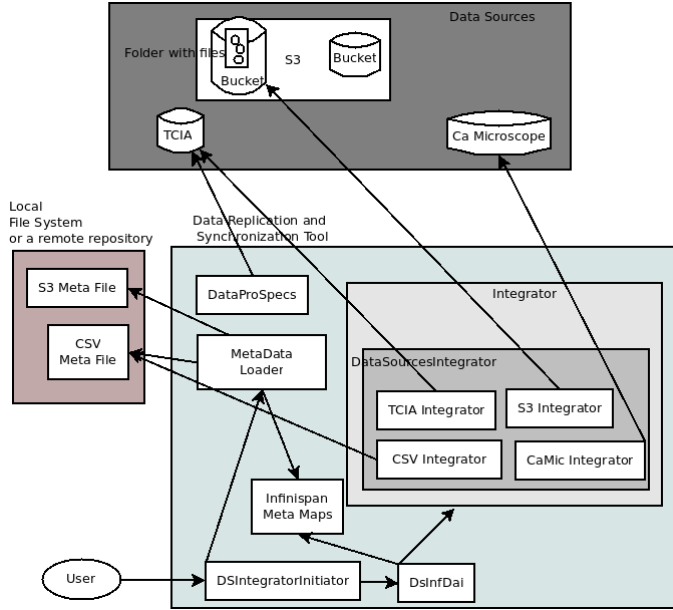 Data Sources
Folder with files
S3
Bucket
Bucket
TCIA
Ca Microscope
Local
File System
or a remote repository
Data Replication and
Synchronization Tool
S3 Meta File
CSV
Meta File
DataProSpecs
MetaData
Loader
Integrator
DataSourcesIntegrator
TCIA Integrator
S3 Integrator
CSV Integrator
CaMic Integrator
Infinispan
Meta Maps
User
DSIntegratorInitiator
DsInfDai